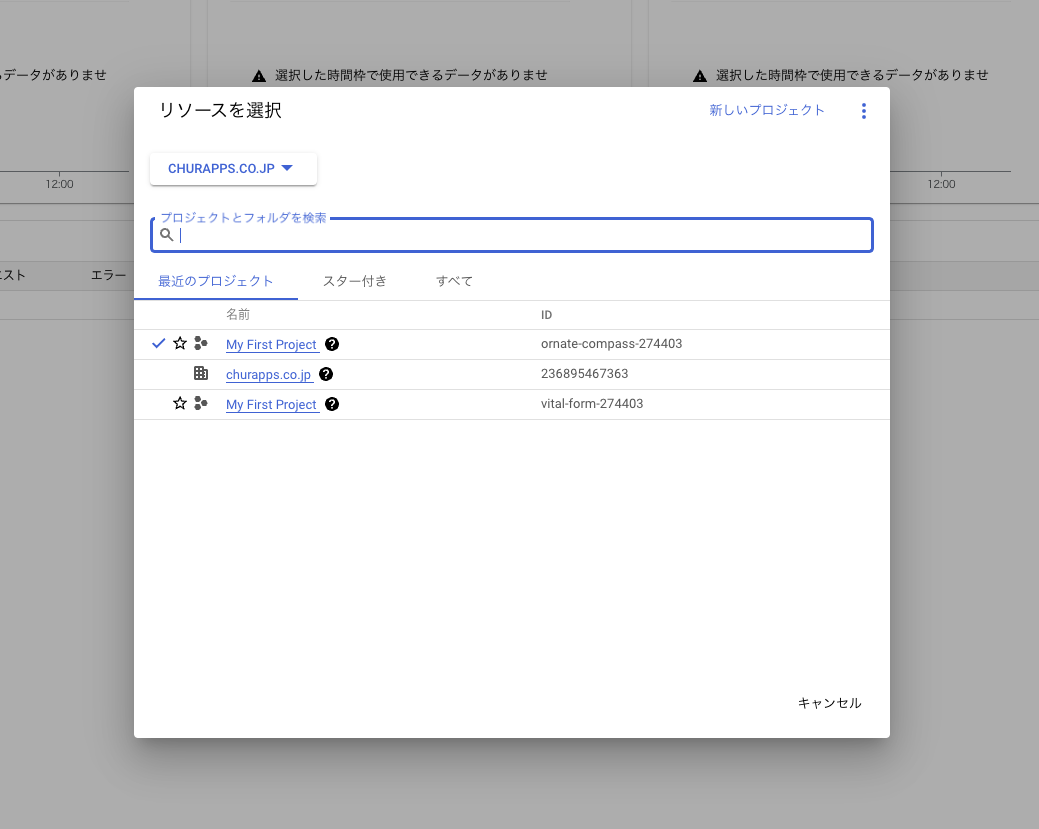 データがありませ
選択した時間枠で使用できるデータがありませ
選択した時間枠で使用できるデータがありませ
リソースを選択
新しいプロジェクト
CHURAPPS.CO.JP
12:00
12:00
プロジェクトとフォルダを検索
エラー
最近のプロジェクト
スター付き
すべて
名前
ID
My First Project
ornate-compass-274403
churapps.co.jp
236895467363
My First Project
vital-form-274403
キャンセル